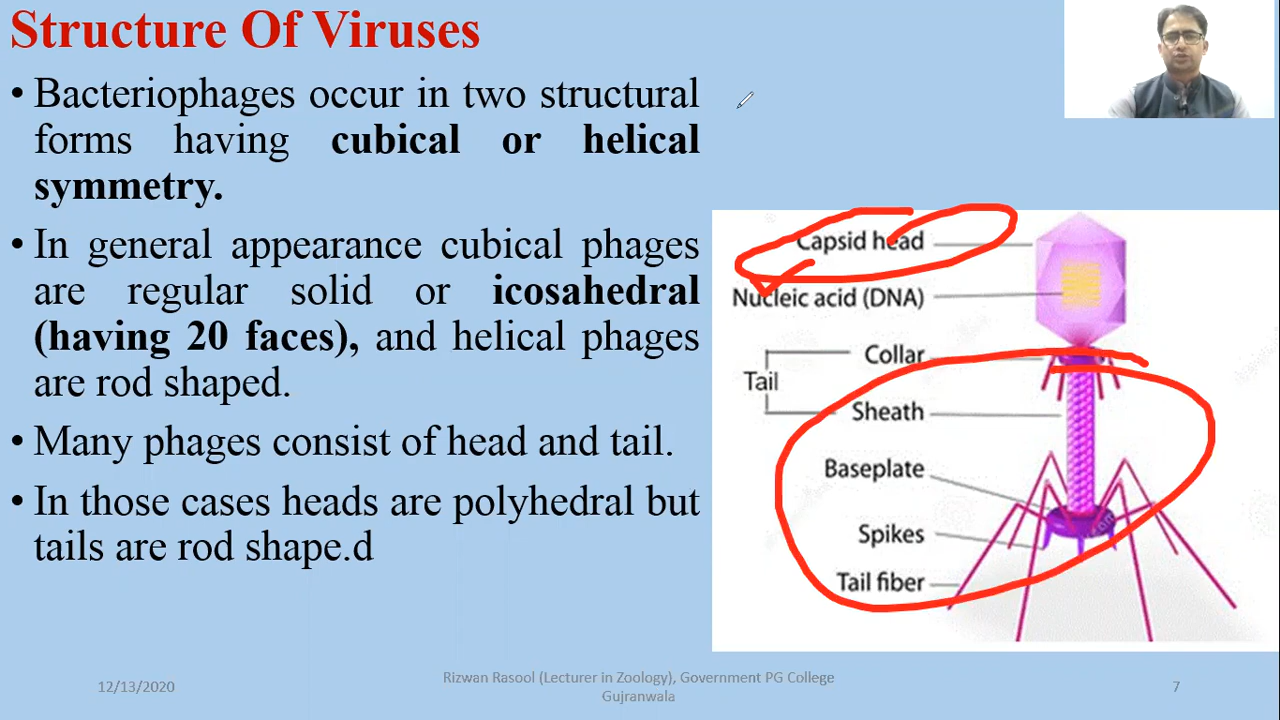 Structure Of Viruses
• Bacteriophages occur in two structural
forms having cubical or helical
symmetry.
• In general appearance cubical phages
are regular solid or icosahedral
(having 20 faces), and helical phages
are rod shaped.
• Many phages consist of head and tail.
• In those cases heads are polyhedral but
tails are rod shape.d
Capsid head
Nucleic acid (DNA)
Collar
Tail
Sheath
Baseplate
Spikes
Tail fiber
12/13/2020
Rizwan Rasool (Lecturer in Zoology), Government PG College
Gujranwala
7